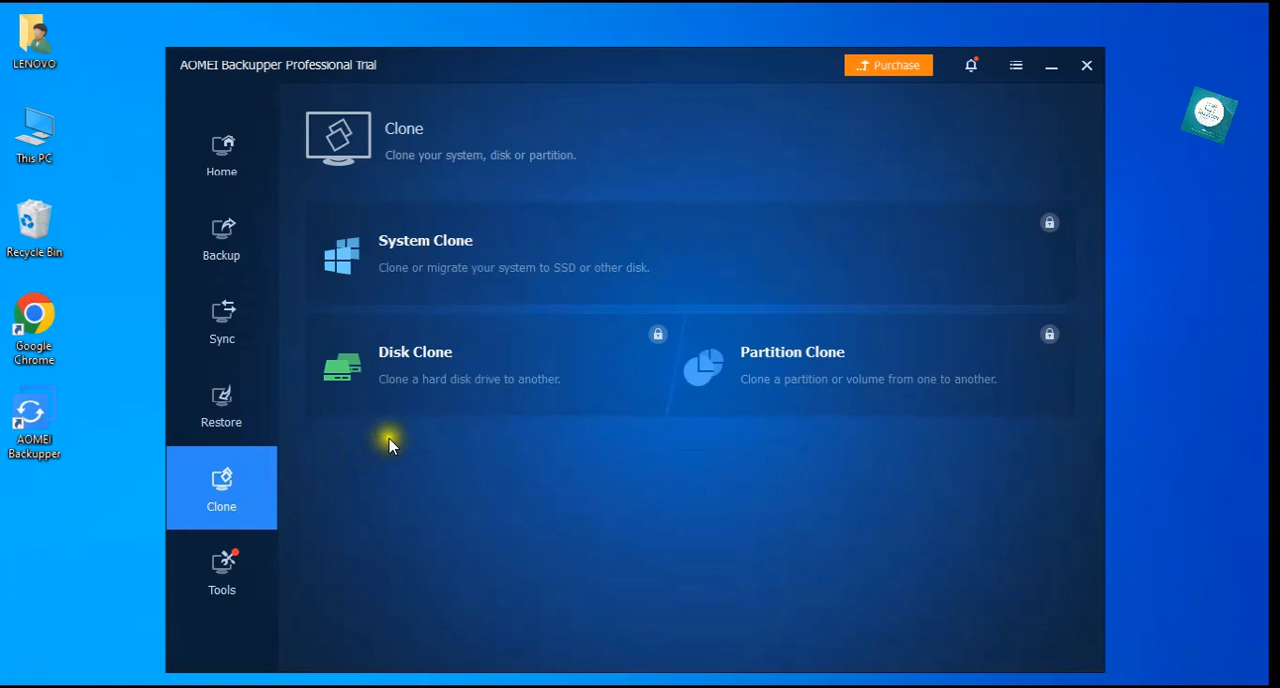 LENOVO
This PC
Recycle Bin
Google
Chrome
AOMEI
Backupper
AOMEI Backupper Professional Trial
Purchase
Home
Backup
Sync
Restore
Clone
Tools
Clone
Clone your system, disk or partition.
System Clone
Clone or migrate your system to SSD or other disk.
Disk Clone
Clone a hard disk drive to another.
Partition Clone
Clone a partition or volume from one to another.